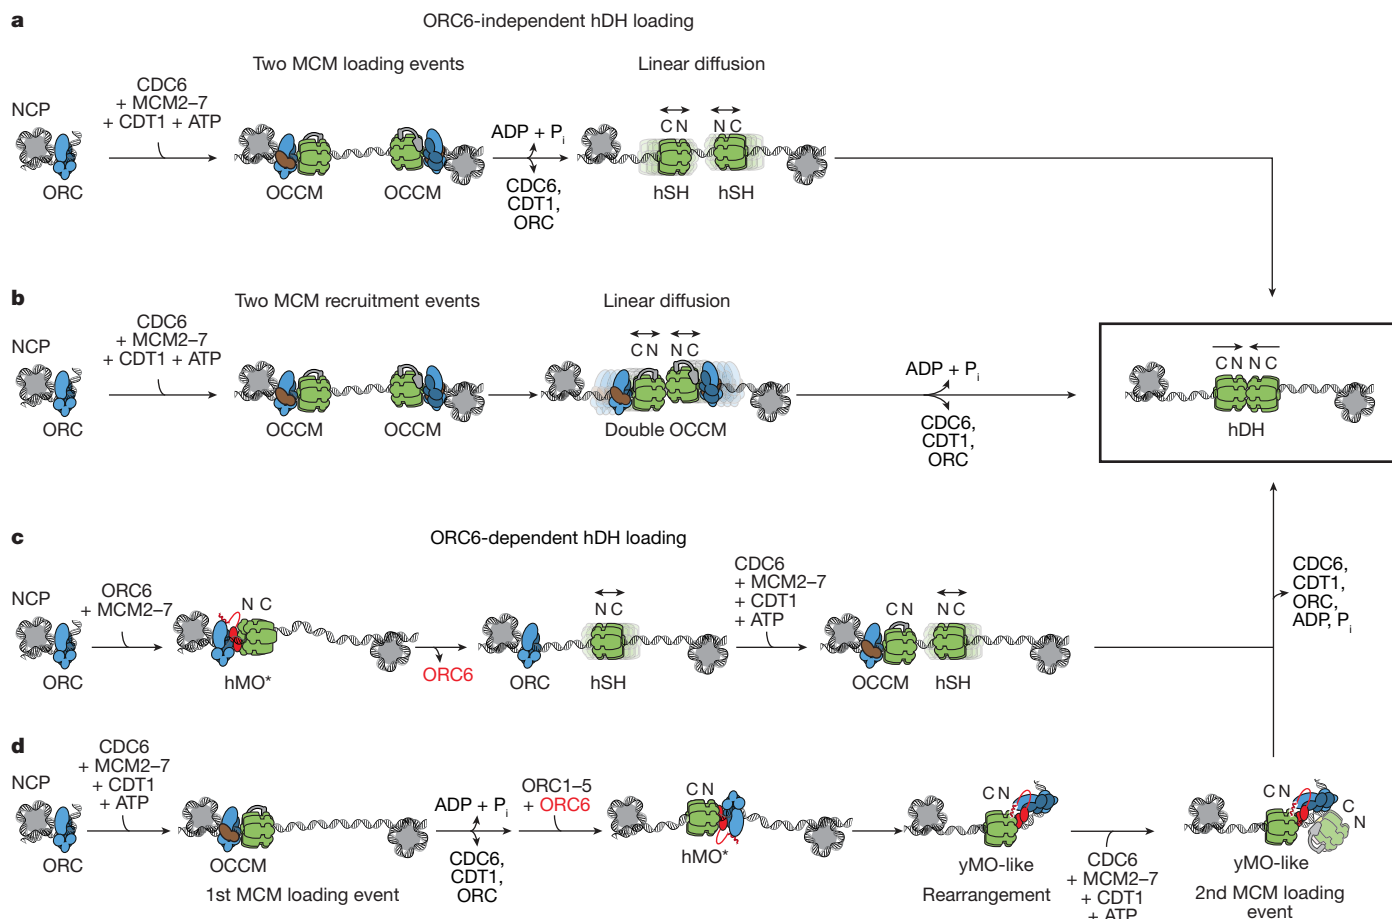 a
ORC6-independent hDH loading
Two MCM loading events
Linear diffusion
NCP
CDC6
+ MCM2–7
+ CDT1 + ATP
ORC
OCCM
OCCM
ADP + Pi
CDC6,
CDT1,
ORC
C N
N C
hSH
hSH
b
Two MCM recruitment events
Linear diffusion
NCP
CDC6
+ MCM2–7
+ CDT1 + ATP
ORC
OCCM
OCCM
C N
N C
Double OCCM
ADP + Pi
CDC6,
CDT1,
ORC
C N N C
hDH
c
ORC6-dependent hDH loading
NCP
ORC6
+ MCM2–7
ORC
N C
hMO*
ORC6
ORC
N C
hSH
CDC6
+ MCM2–7
+ CDT1
+ ATP
C N
N C
OCCM
hSH
CDC6,
CDT1,
ORC,
ADP, Pi
d
NCP
CDC6
+ MCM2–7
+ CDT1
+ ATP
ORC
OCCM
1st MCM loading event
ADP + Pi
CDC6,
CDT1,
ORC
ORC1–5
+ ORC6
C N
hMO*
C N
yMO-like
Rearrangement
CDC6
+ MCM2–7
+ CDT1
+ ATP
C N
C
N
yMO-like
2nd MCM loading
event